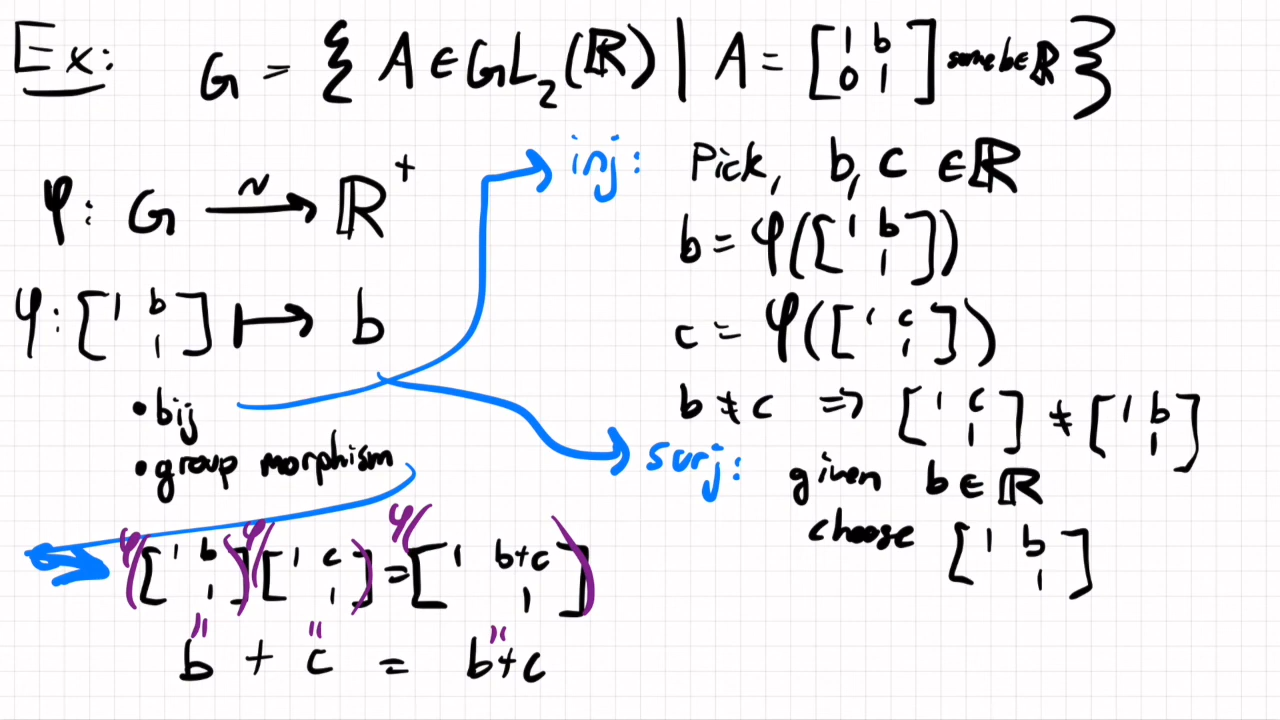 Ex: G = { A ∈ GL₂(ℝ) | A = [1 b; 0 1] some b∈ℝ }
φ: G ⥲ ℝ⁺
φ: [1 b; 1] ↦ b
• bij
• group morphism
φ([1 b; 1]) φ([1 c; 1]) = φ([1 b+c; 1])
" " "
b + c = b+c
inj: Pick, b, c ∈ ℝ
b = φ([1 b; 1])
c = φ([1 c; 1])
b ≠ c ⇒ [1 c; 1] ≠ [1 b; 1]
surj: given b ∈ ℝ
choose [1 b; 1]